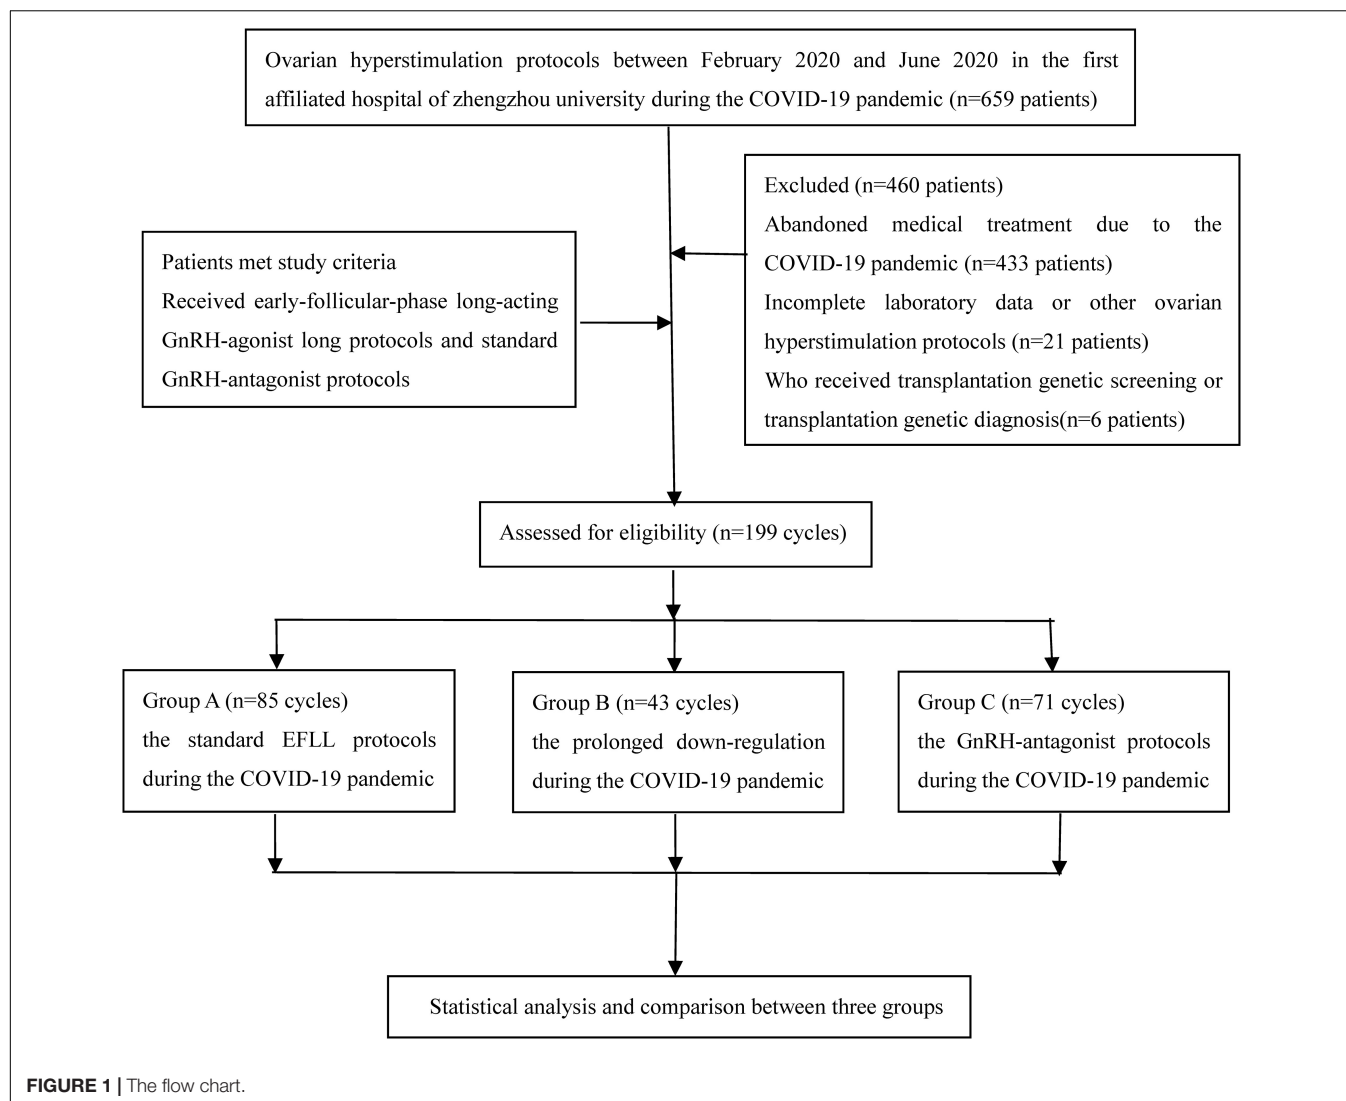 Ovarian hyperstimulation protocols between February 2020 and June 2020 in the first
affiliated hospital of zhengzhou university during the COVID-19 pandemic (n=659 patients)
Excluded (n=460 patients)
Abandoned medical treatment due to the
COVID-19 pandemic (n=433 patients)
Incomplete laboratory data or other ovarian
hyperstimulation protocols (n=21 patients)
Who received transplantation genetic screening or
transplantation genetic diagnosis(n=6 patients)
Patients met study criteria
Received early-follicular-phase long-acting
GnRH-agonist long protocols and standard
GnRH-antagonist protocols
Assessed for eligibility (n=199 cycles)
Group A (n=85 cycles)
the standard EFLL protocols
during the COVID-19 pandemic
Group B (n=43 cycles)
the prolonged down-regulation
during the COVID-19 pandemic
Group C (n=71 cycles)
the GnRH-antagonist protocols
during the COVID-19 pandemic
Statistical analysis and comparison between three groups
FIGURE 1 | The flow chart.